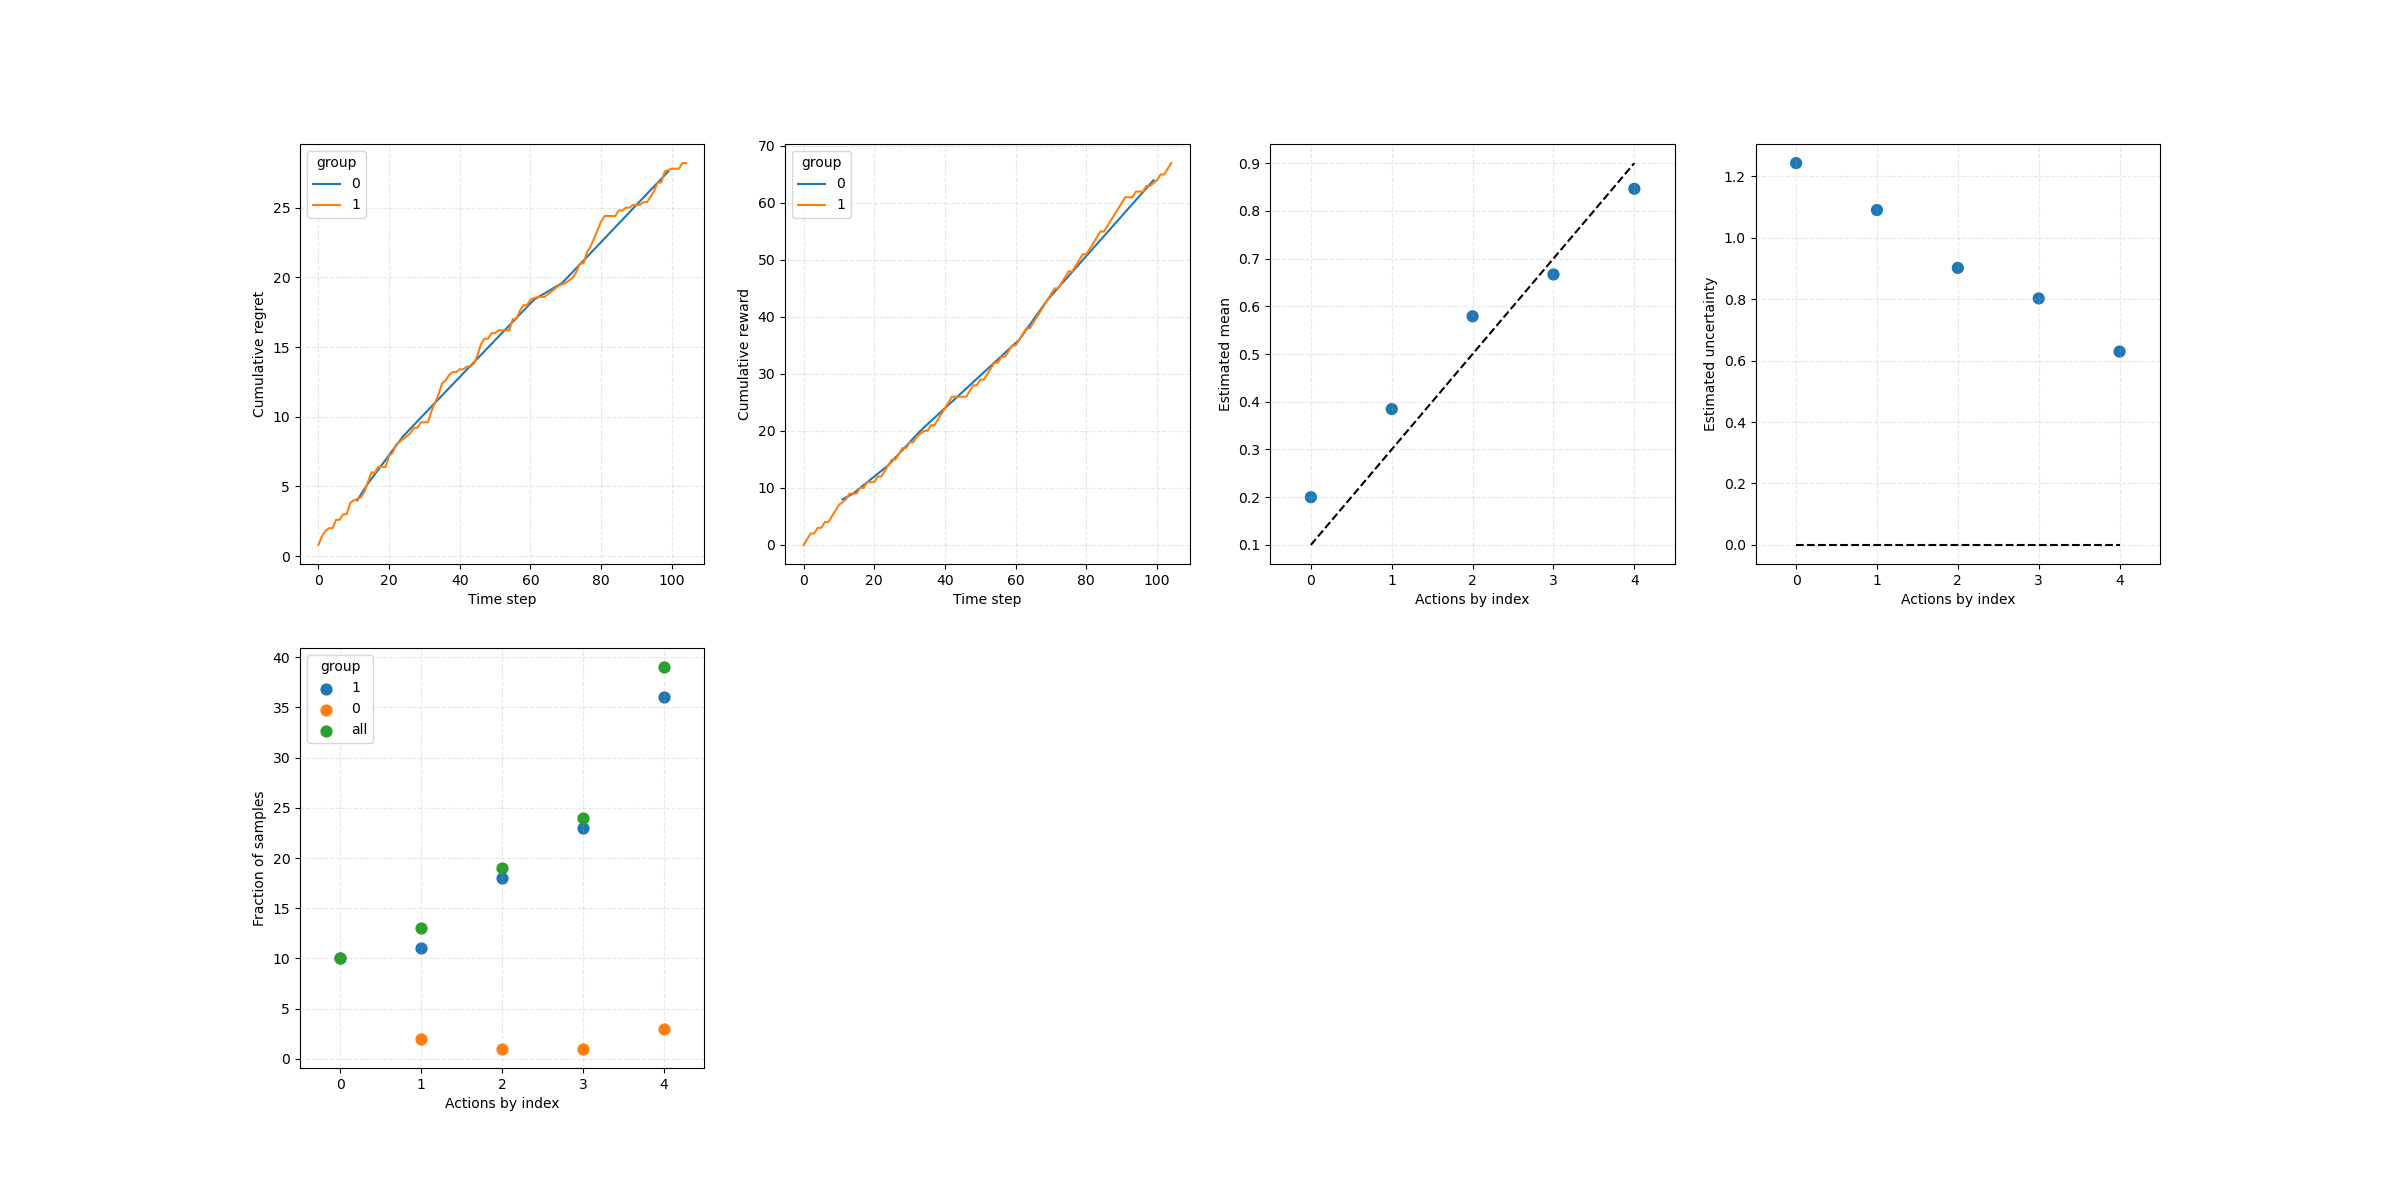 group
0
1
25
20
15
10
5
0
Cumulative regret
0 20 40 60 80 100
Time step
group
0
1
70
60
50
40
30
20
10
0
Cumulative reward
0 20 40 60 80 100
Time step
0.9
0.8
0.7
0.6
0.5
0.4
0.3
0.2
0.1
Estimated mean
0 1 2 3 4
Actions by index
1.2
1.0
0.8
0.6
0.4
0.2
0.0
Estimated uncertainty
0 1 2 3 4
Actions by index
group
1
0
all
40
35
30
25
20
15
10
5
0
Fraction of samples
0 1 2 3 4
Actions by index